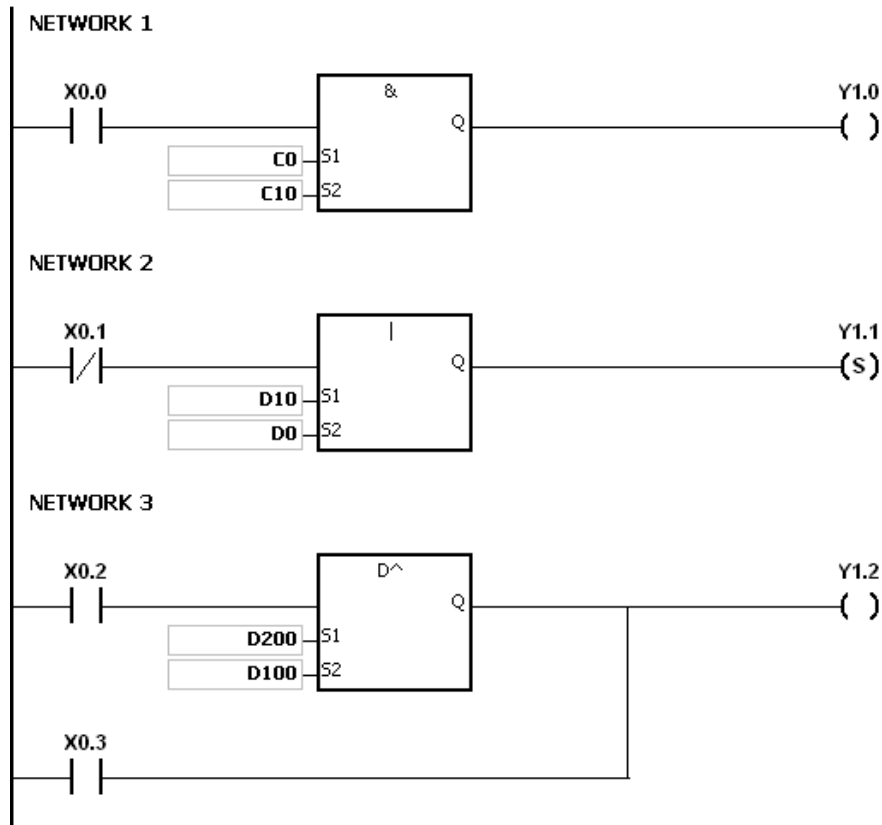 NETWORK 1
X0.0
&
Y1.0
Q
( )
C0 S1
C10 S2
NETWORK 2
X0.1
|
Y1.1
Q
(S)
D10 S1
D0 S2
NETWORK 3
X0.2
D^
Y1.2
Q
( )
D200 S1
D100 S2
X0.3